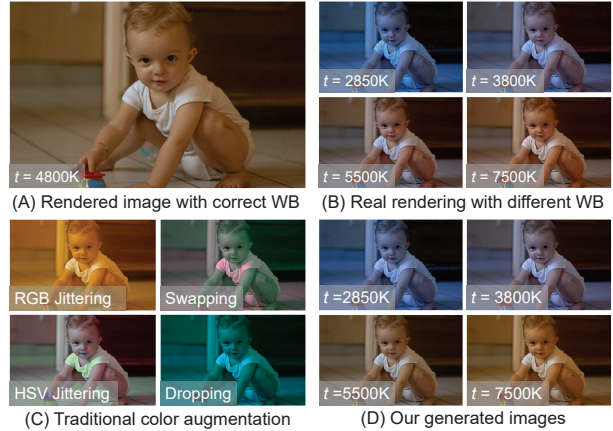 t = 4800K
(A) Rendered image with correct WB
t = 2850K
t = 3800K
t = 5500K
t = 7500K
(B) Real rendering with different WB
RGB Jittering
Swapping
HSV Jittering
Dropping
(C) Traditional color augmentation
t =2850K
t = 3800K
t =5500K
t = 7500K
(D) Our generated images